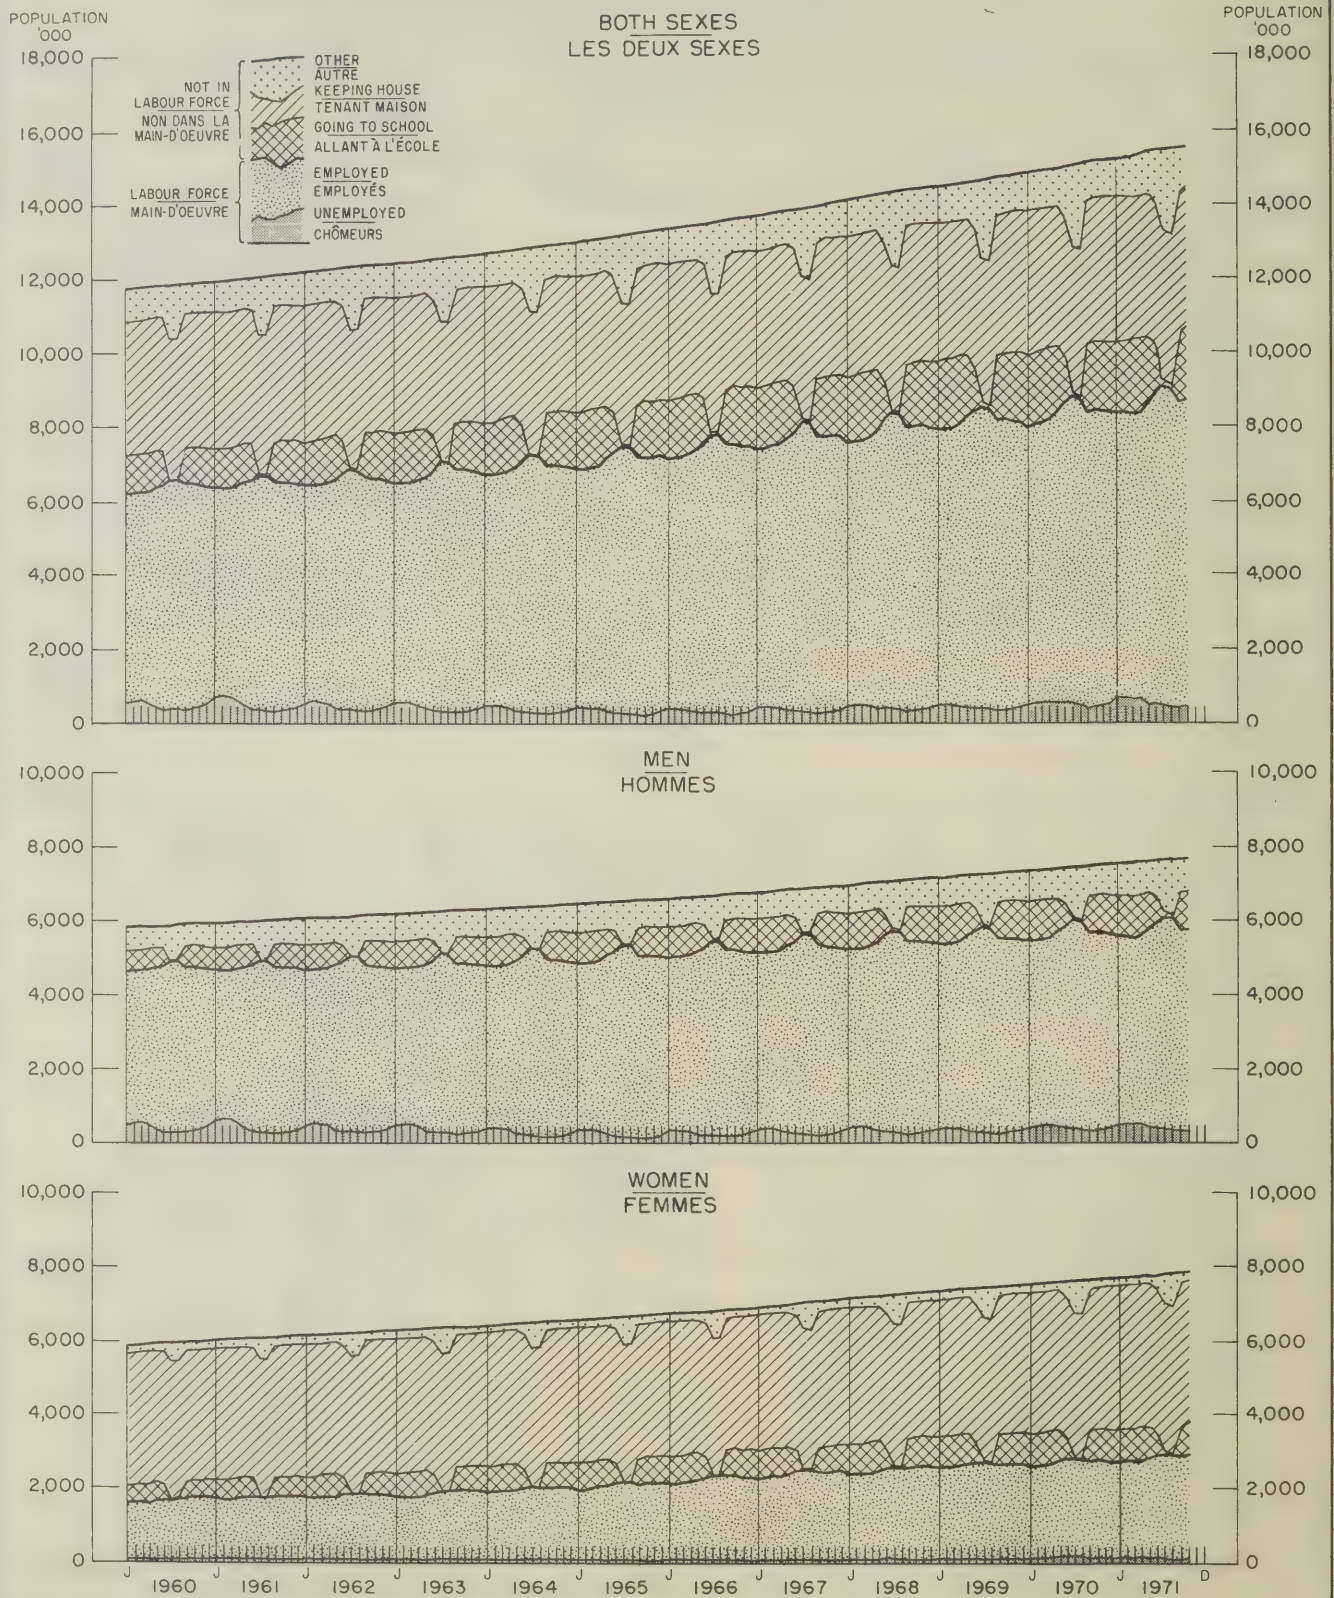 POPULATION
'000
BOTH SEXES
LES DEUX SEXES
POPULATION
'000
18,000
16,000
14,000
12,000
10,000
8,000
6,000
4,000
2,000
0
NOT IN
LABOUR FORCE
NON DANS LA
MAIN-D'OEUVRE
LABOUR FORCE
MAIN-D'OEUVRE
OTHER
AUTRE
KEEPING HOUSE
TENANT MAISON
GOING TO SCHOOL
ALLANT À L'ÉCOLE
EMPLOYED
EMPLOYÉS
UNEMPLOYED
CHÔMEURS
18,000
16,000
14,000
12,000
10,000
8,000
6,000
4,000
2,000
0
MEN
HOMMES
10,000
8,000
6,000
4,000
2,000
0
10,000
8,000
6,000
4,000
2,000
0
WOMEN
FEMMES
10,000
8,000
6,000
4,000
2,000
0
10,000
8,000
6,000
4,000
2,000
0
J J J J J J J J J J J J D
1960 1961 1962 1963 1964 1965 1966 1967 1968 1969 1970 1971